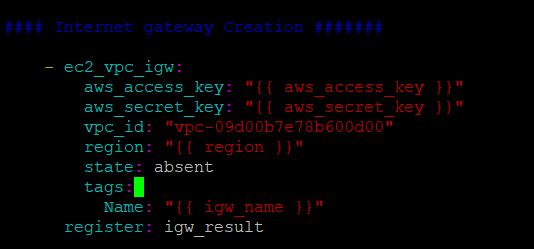 #### Internet gateway Creation #######
- ec2_vpc_igw:
aws_access_key: "{{ aws_access_key }}"
aws_secret_key: "{{ aws_secret_key }}"
vpc_id: "vpc-09d00b7e78b600d00"
region: "{{ region }}"
state: absent
tags:
Name: "{{ igw_name }}"
register: igw_result